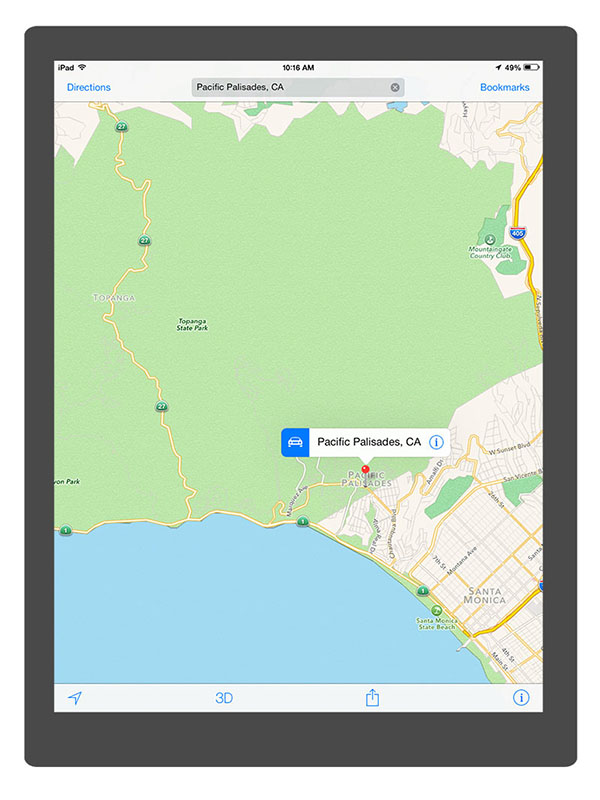 iPad
10:16 AM
49%
Directions
Pacific Palisades, CA
Bookmarks
27
405
Mountaingate
Country Club
27
TOPANGA
Topanga
State Park
27
Pacific Palisades, CA
PACIFIC
PALISADES
W Sunset Blvd
Amalfi Dr
San Vicente
yon Park
26th St
1
1
7th St
Montana Ave
1
SANTA
MONICA
Santa Monica
State Beach
4th St
Main St
3D